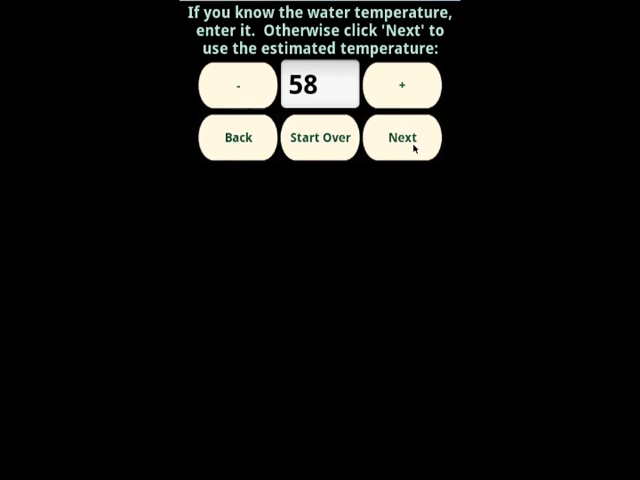 If you know the water temperature,
enter it.  Otherwise click 'Next' to
use the estimated temperature:
- 58 +
Back Start Over Next